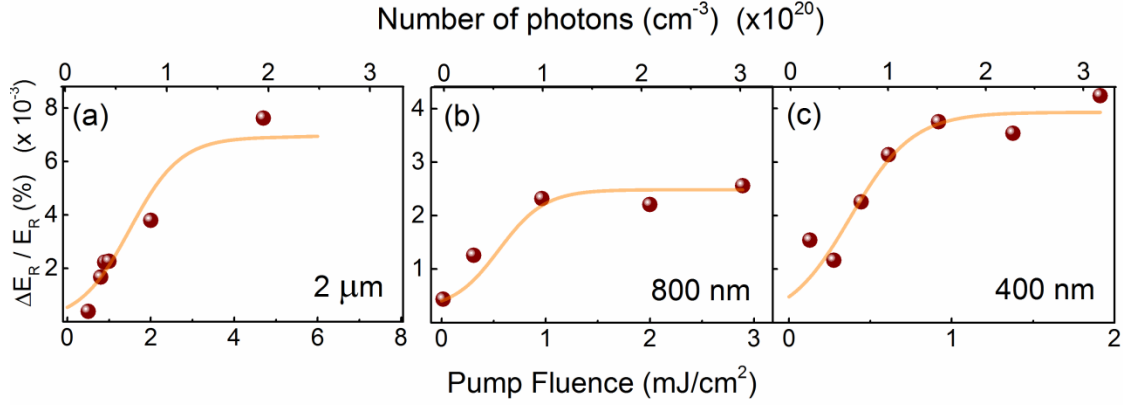 Number of photons (cm⁻³) (x10²⁰)
0 1 2 3 0 1 2 3 0 1 2 3
ΔE_R / E_R (%) (x 10⁻³)
(a) (b) (c)
8 4
6 3
4 2
2 1
2 μm 800 nm 400 nm
0 2 4 6 8 0 1 2 3 0 1 2
Pump Fluence (mJ/cm²)